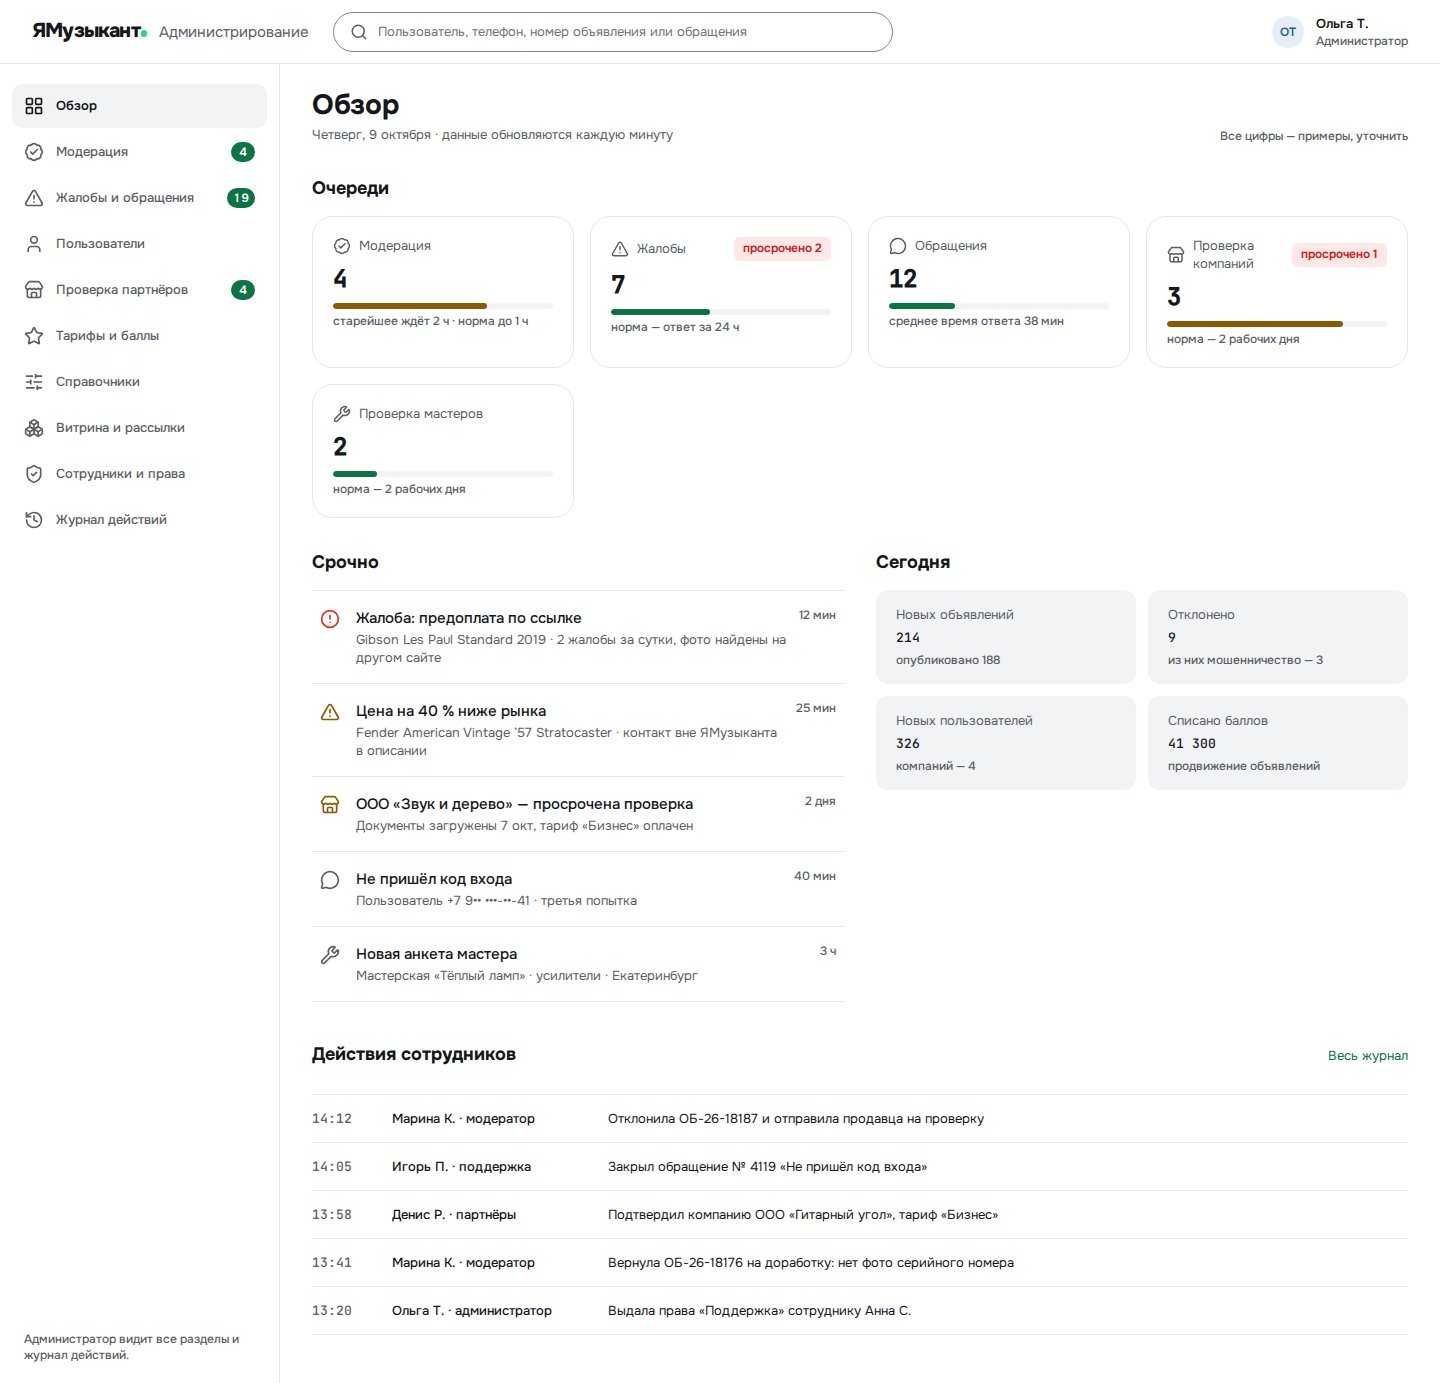 ЯМузыкант
Администрирование
Пользователь, телефон, номер объявления или обращения
ОТ
Ольга Т.
Администратор
Обзор
Модерация
4
Жалобы и обращения
19
Пользователи
Проверка партнёров
4
Тарифы и баллы
Справочники
Витрина и рассылки
Сотрудники и права
Журнал действий
Администратор видит все разделы и
журнал действий.
Обзор
Четверг, 9 октября · данные обновляются каждую минуту
Все цифры — примеры, уточнить
Очереди
Модерация
4
старейшее ждёт 2 ч · норма до 1 ч
Жалобы
просрочено 2
7
норма — ответ за 24 ч
Обращения
12
среднее время ответа 38 мин
Проверка
компаний
просрочено 1
3
норма — 2 рабочих дня
Проверка мастеров
2
норма — 2 рабочих дня
Срочно
Жалоба: предоплата по ссылке
12 мин
Gibson Les Paul Standard 2019 · 2 жалобы за сутки, фото найдены на
другом сайте
Цена на 40 % ниже рынка
25 мин
Fender American Vintage ’57 Stratocaster · контакт вне ЯМузыканта
в описании
ООО «Звук и дерево» — просрочена проверка
2 дня
Документы загружены 7 окт, тариф «Бизнес» оплачен
Не пришёл код входа
40 мин
Пользователь +7 9•• •••-••-41 · третья попытка
Новая анкета мастера
3 ч
Мастерская «Тёплый ламп» · усилители · Екатеринбург
Сегодня
Новых объявлений
214
опубликовано 188
Отклонено
9
из них мошенничество — 3
Новых пользователей
326
компаний — 4
Списано баллов
41 300
продвижение объявлений
Действия сотрудников
Весь журнал
14:12 Марина К. · модератор Отклонила ОБ-26-18187 и отправила продавца на проверку
14:05 Игорь П. · поддержка Закрыл обращение № 4119 «Не пришёл код входа»
13:58 Денис Р. · партнёры Подтвердил компанию ООО «Гитарный угол», тариф «Бизнес»
13:41 Марина К. · модератор Вернула ОБ-26-18176 на доработку: нет фото серийного номера
13:20 Ольга Т. · администратор Выдала права «Поддержка» сотруднику Анна С.